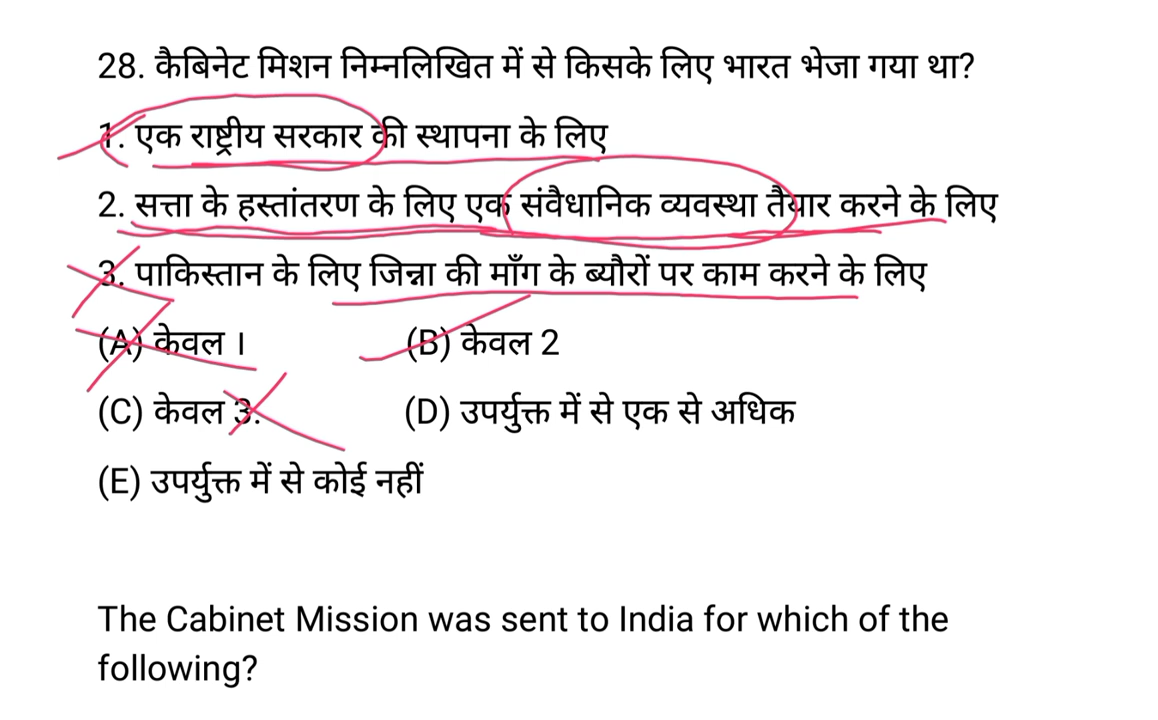 28. कैबिनेट मिशन निम्नलिखित में से किसके लिए भारत भेजा गया था?
1. एक राष्ट्रीय सरकार की स्थापना के लिए
2. सत्ता के हस्तांतरण के लिए एक संवैधानिक व्यवस्था तैयार करने के लिए
3. पाकिस्तान के लिए जिन्ना की माँग के ब्यौरों पर काम करने के लिए
(A) केवल । (B) केवल 2
(C) केवल 3. (D) उपर्युक्त में से एक से अधिक
(E) उपर्युक्त में से कोई नहीं
The Cabinet Mission was sent to India for which of the
following?